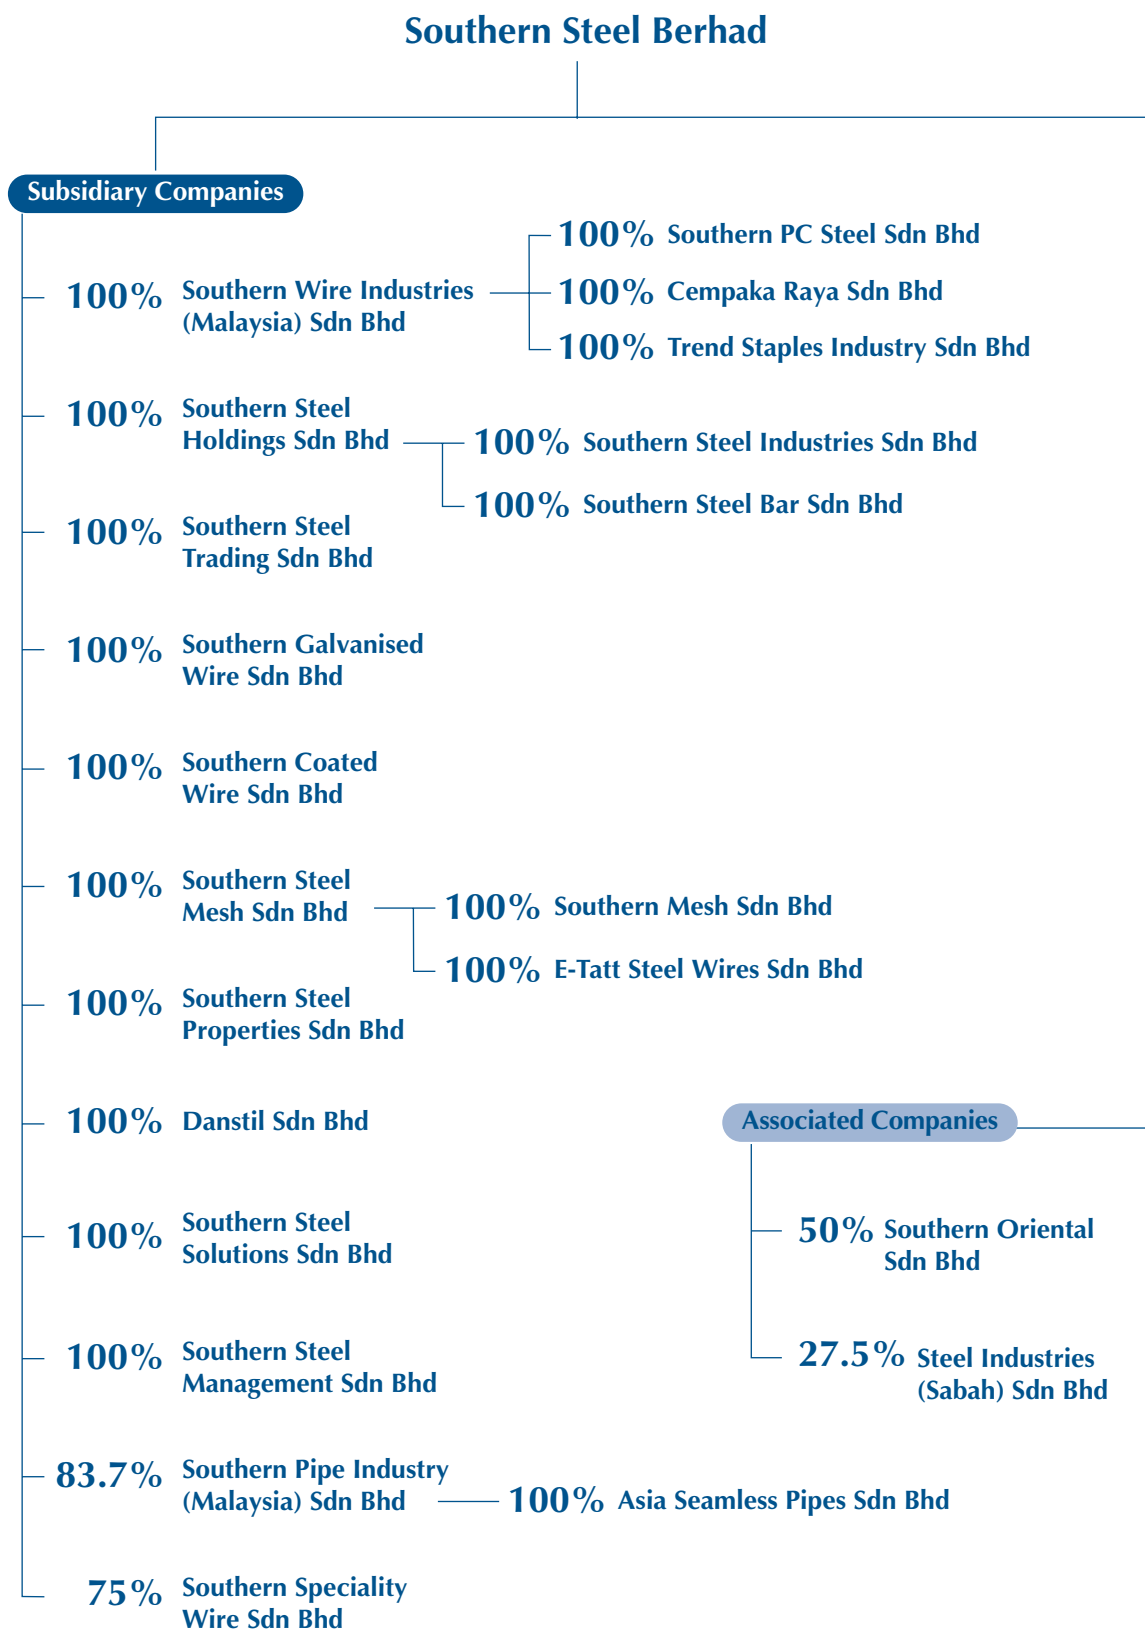 Southern Steel Berhad
Subsidiary Companies
100% Southern Wire Industries
(Malaysia) Sdn Bhd
100% Southern PC Steel Sdn Bhd
100% Cempaka Raya Sdn Bhd
100% Trend Staples Industry Sdn Bhd
100% Southern Steel
Holdings Sdn Bhd
100% Southern Steel Industries Sdn Bhd
100% Southern Steel Bar Sdn Bhd
100% Southern Steel
Trading Sdn Bhd
100% Southern Galvanised
Wire Sdn Bhd
100% Southern Coated
Wire Sdn Bhd
100% Southern Steel
Mesh Sdn Bhd
100% Southern Mesh Sdn Bhd
100% E-Tatt Steel Wires Sdn Bhd
100% Southern Steel
Properties Sdn Bhd
100% Danstil Sdn Bhd
100% Southern Steel
Solutions Sdn Bhd
100% Southern Steel
Management Sdn Bhd
83.7% Southern Pipe Industry
(Malaysia) Sdn Bhd
100% Asia Seamless Pipes Sdn Bhd
75% Southern Speciality
Wire Sdn Bhd
Associated Companies
50% Southern Oriental
Sdn Bhd
27.5% Steel Industries
(Sabah) Sdn Bhd